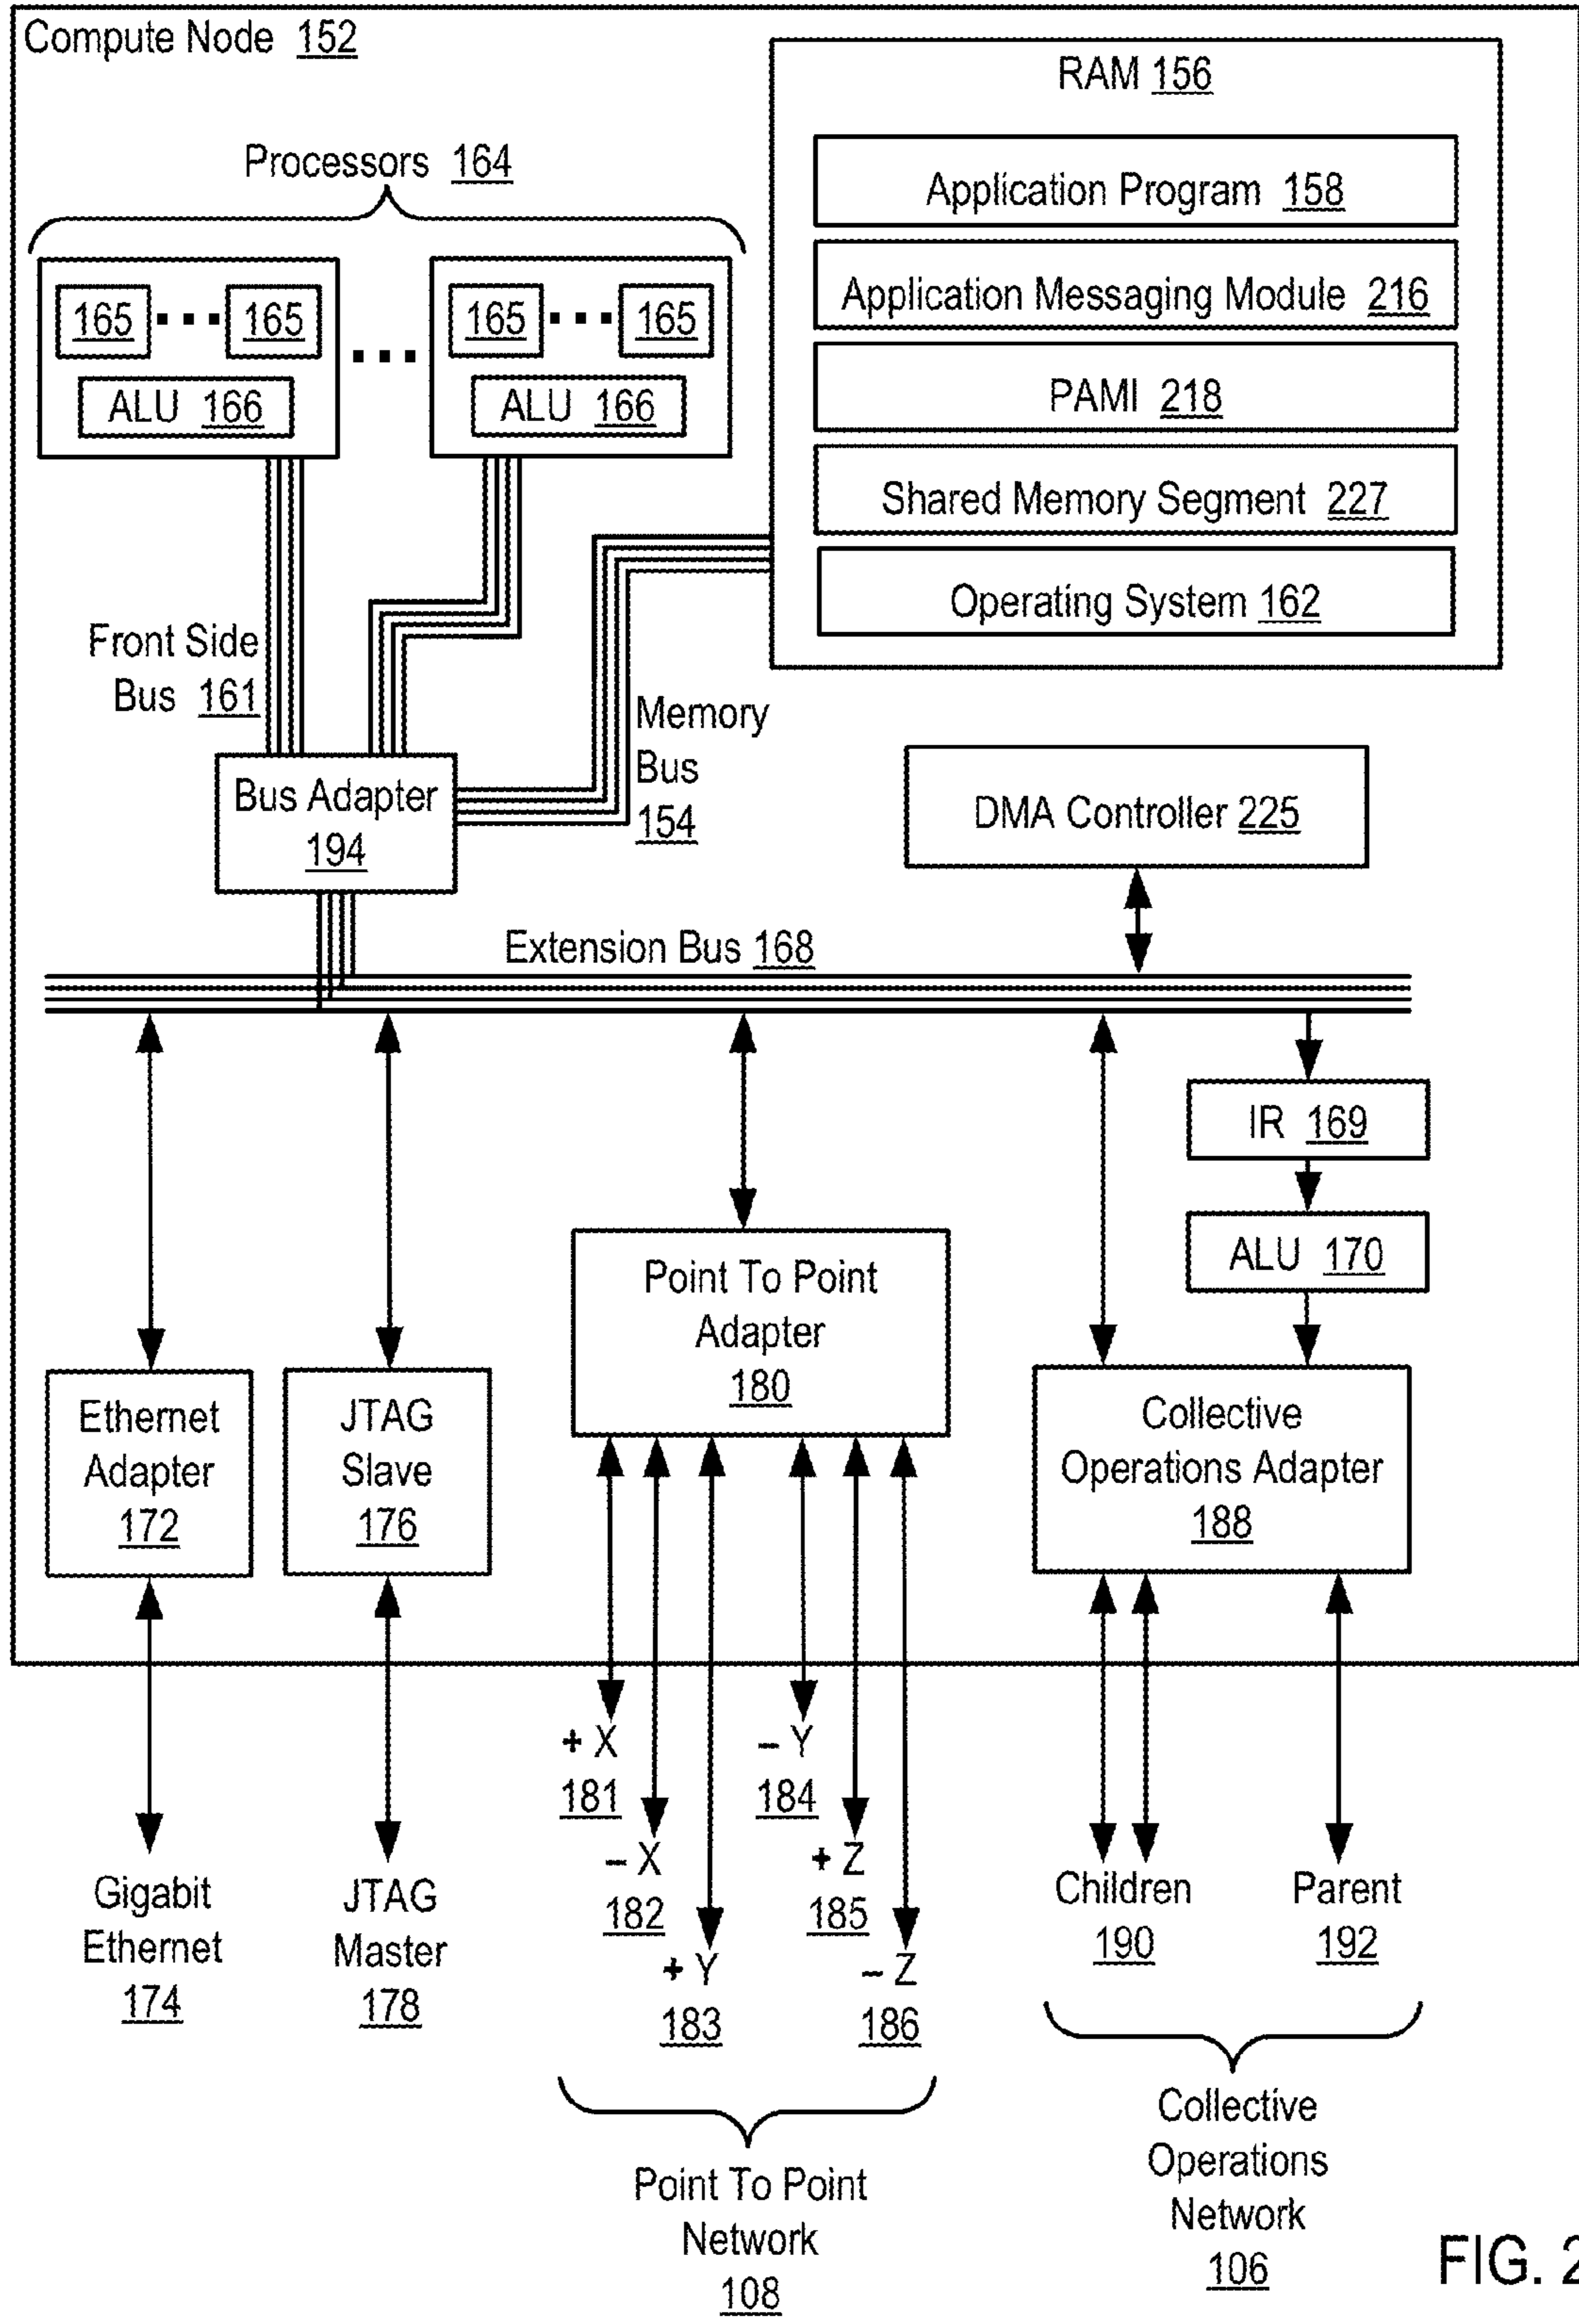 Compute Node 152
RAM 156
Application Program 158
Application Messaging Module 216
PAMI 218
Shared Memory Segment 227
Operating System 162
Processors 164
165 ... 165
ALU 166
...
165 ... 165
ALU 166
Front Side
Bus 161
Memory
Bus
154
Bus Adapter
194
DMA Controller 225
Extension Bus 168
IR 169
ALU 170
Point To Point
Adapter
180
Ethernet
Adapter
172
JTAG
Slave
176
Collective
Operations Adapter
188
+ X
181
– X
182
+ Y
183
– Y
184
+ Z
185
– Z
186
Gigabit
Ethernet
174
JTAG
Master
178
Children
190
Parent
192
Point To Point
Network
108
Collective
Operations
Network
106
FIG. 2